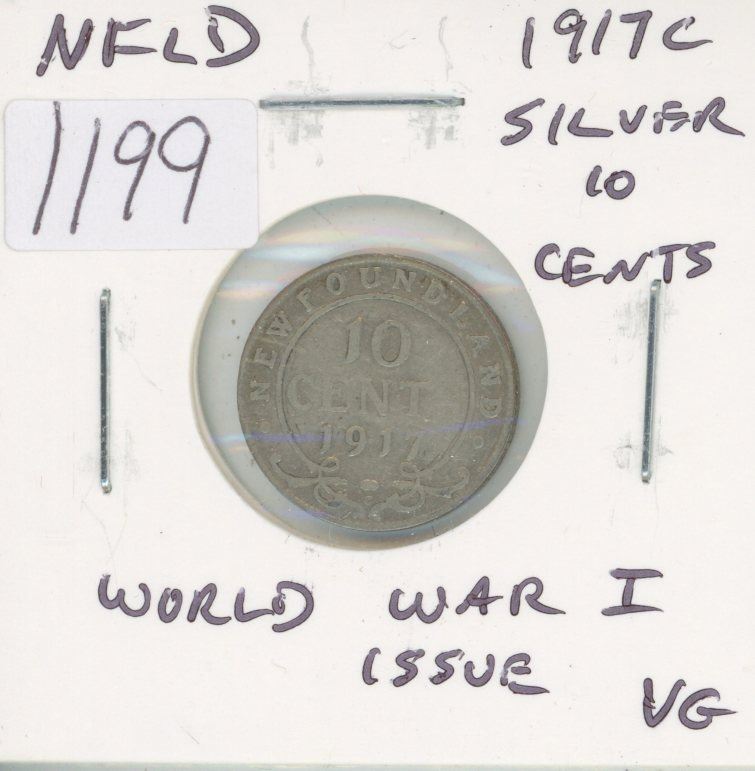 NFLD
1917C
SILVER
10
CENTS
1199
NEWFOUNDLAND
10
CENT
1917
WORLD WAR I
ISSUE
VG